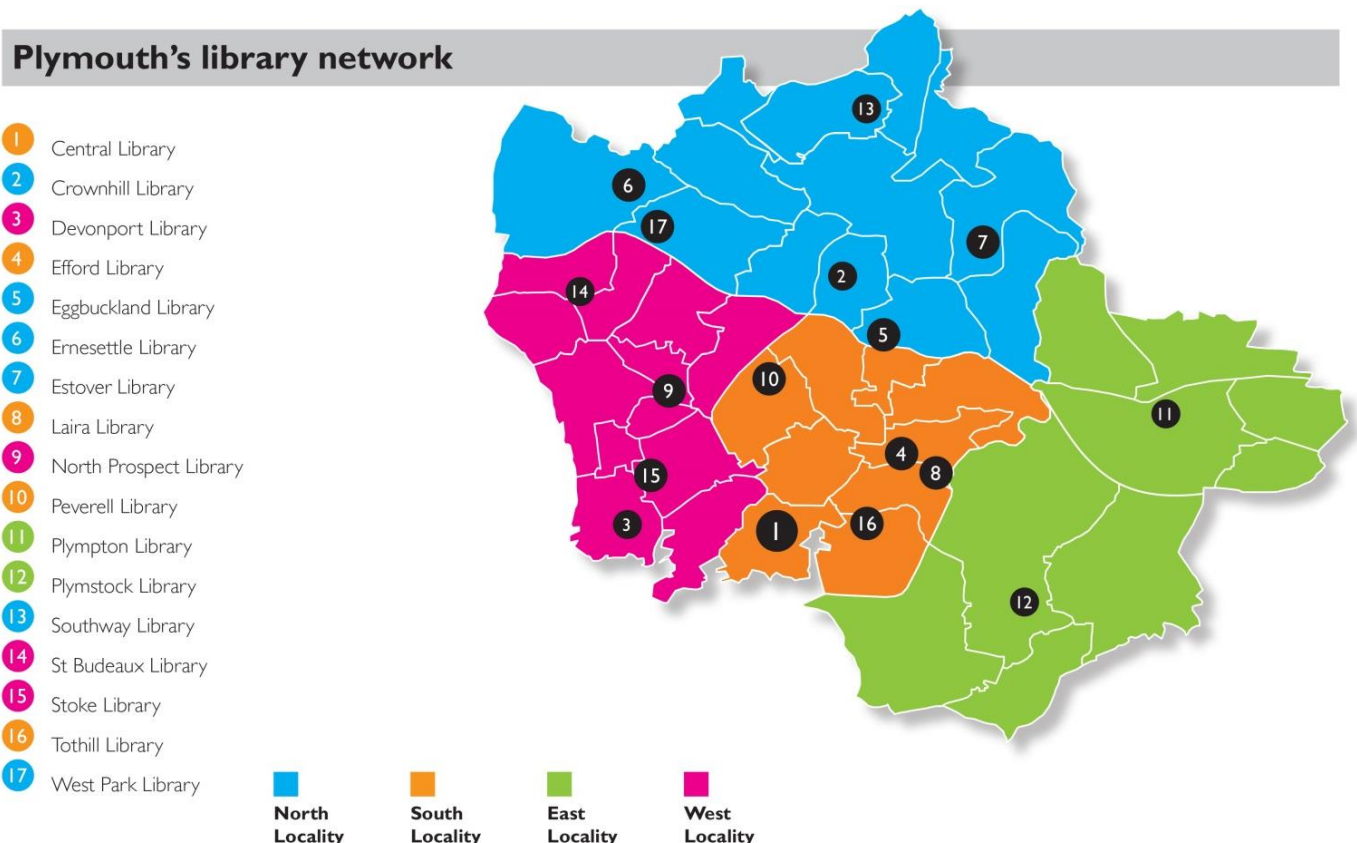 Plymouth's library network
1 Central Library
2 Crownhill Library
3 Devonport Library
4 Efford Library
5 Eggbuckland Library
6 Ernesettle Library
7 Estover Library
8 Laira Library
9 North Prospect Library
10 Peverell Library
11 Plympton Library
12 Plymstock Library
13 Southway Library
14 St Budeaux Library
15 Stoke Library
16 Tothill Library
17 West Park Library
13
6
17
7
2
14
5
10
9
11
4
8
15
16
3
1
12
North Locality
South Locality
East Locality
West Locality